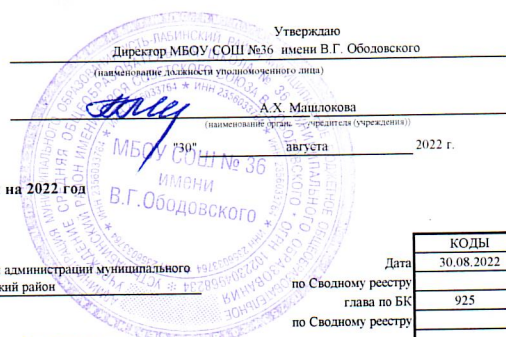 Утверждаю
Директор МБОУ СОШ №36 имени В.Г. Ободовского
(наименование должности уполномоченного лица)
А.Х. Машлокова
(наименование орган учредителя (учреждения))
"30" августа 2022 г.
МБОУ СОШ № 36
имени
В.Г.Ободовского
на 2022 год
КОДЫ
администрации муниципального
Дата 30.08.2022
кий район
по Сводному реестру
глава по БК 925
по Сводному реестру